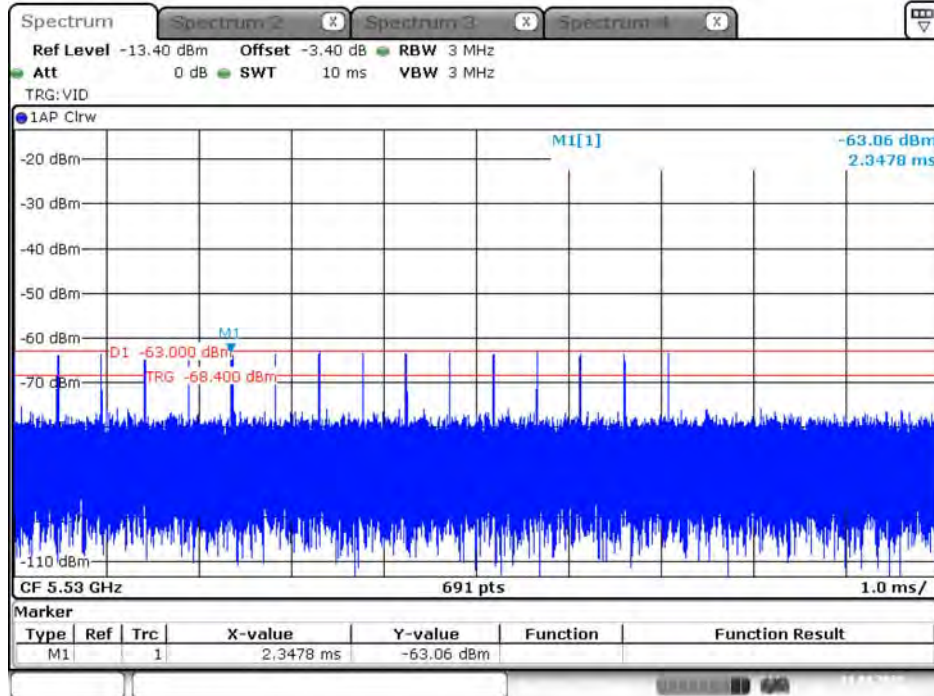 Spectrum Spectrum 2 X Spectrum 3 X Spectrum 4 X
Ref Level -13.40 dBm Offset -3.40 dB RBW 3 MHz
Att 0 dB SWT 10 ms VBW 3 MHz
TRG:VID
1AP Clrw
M1[1] -63.06 dBm
2.3478 ms
-20 dBm
-30 dBm
-40 dBm
-50 dBm
-60 dBm
M1
D1 -63.000 dBm
TRG -68.400 dBm
-70 dBm
-110 dBm
CF 5.53 GHz 691 pts 1.0 ms/
Marker
Type Ref Trc X-value Y-value Function Function Result
M1 1 2.3478 ms -63.06 dBm